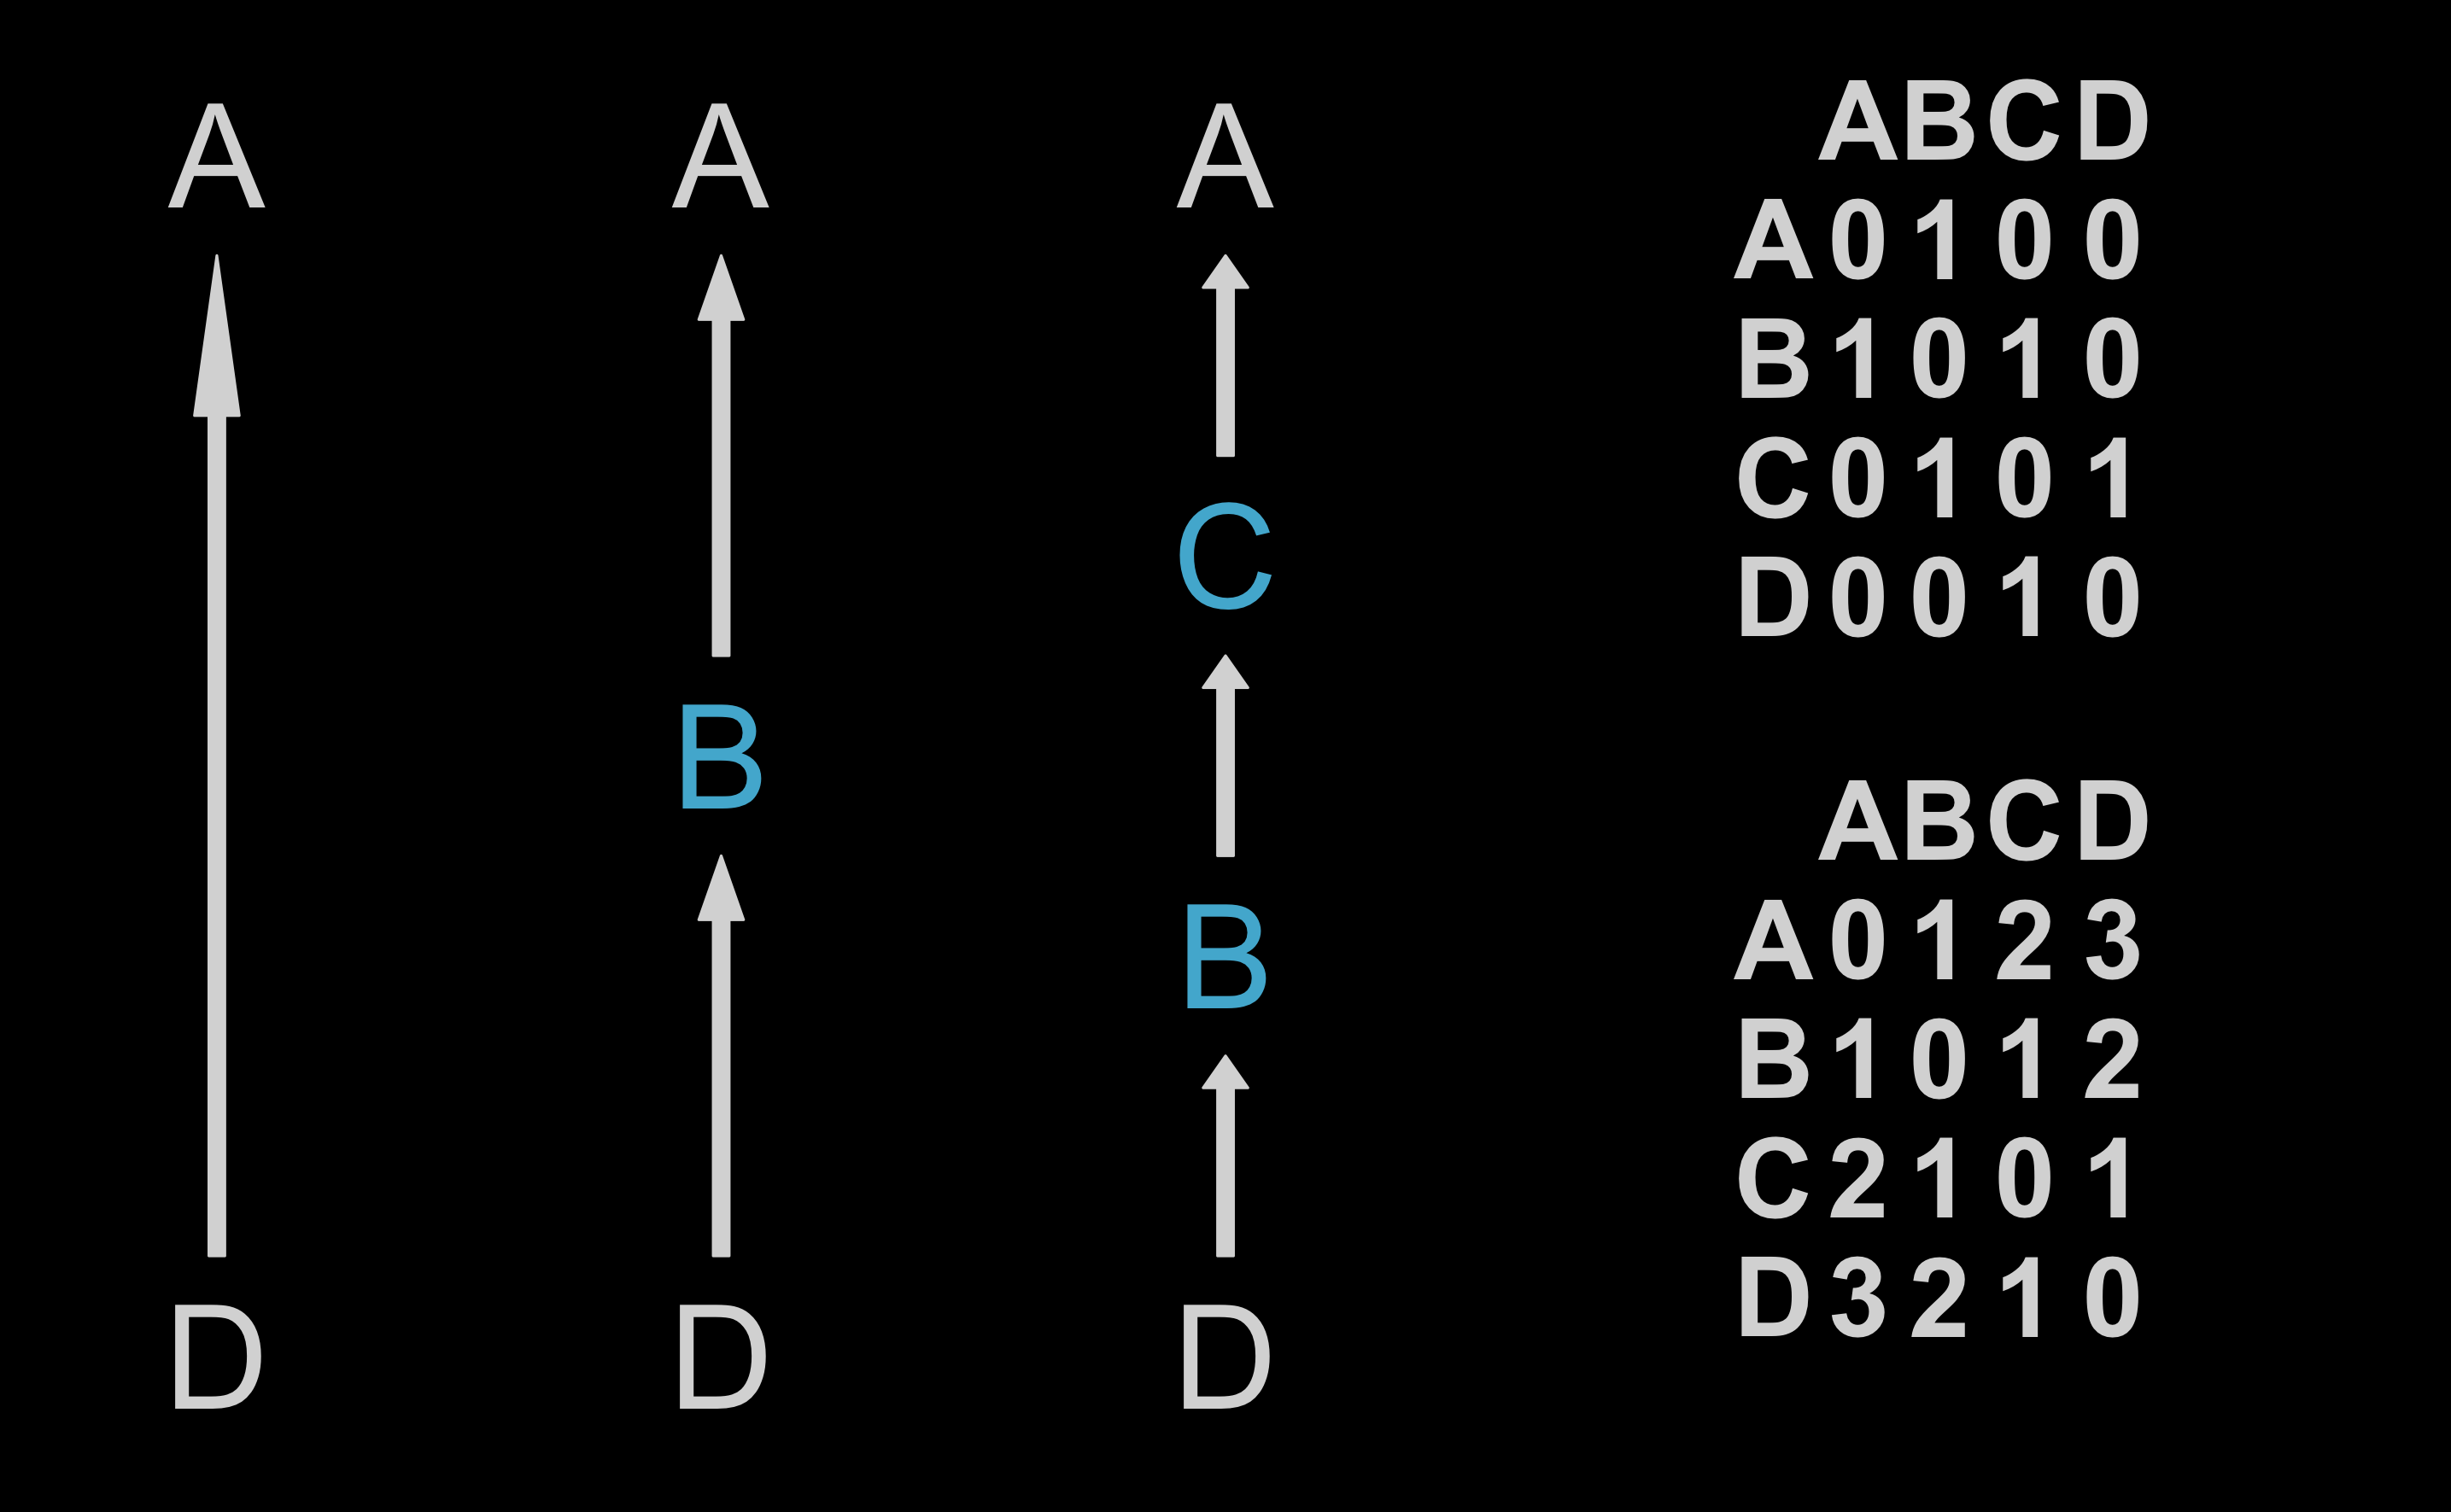 A
D
A
B
D
A
C
B
D
A B C D
A 0 1 0 0
B 1 0 1 0
C 0 1 0 1
D 0 0 1 0
A B C D
A 0 1 2 3
B 1 0 1 2
C 2 1 0 1
D 3 2 1 0